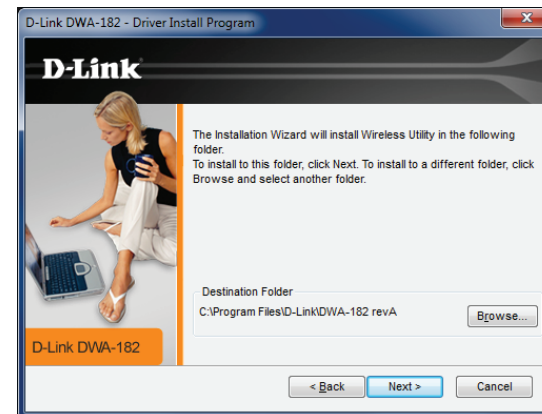 D-Link DWA-182 - Driver Install Program
D-Link
The Installation Wizard will install Wireless Utility in the following
folder.
To install to this folder, click Next. To install to a different folder, click
Browse and select another folder.
Destination Folder
C:\Program Files\D-Link\DWA-182 revA
Browse...
D-Link DWA-182
< Back
Next >
Cancel